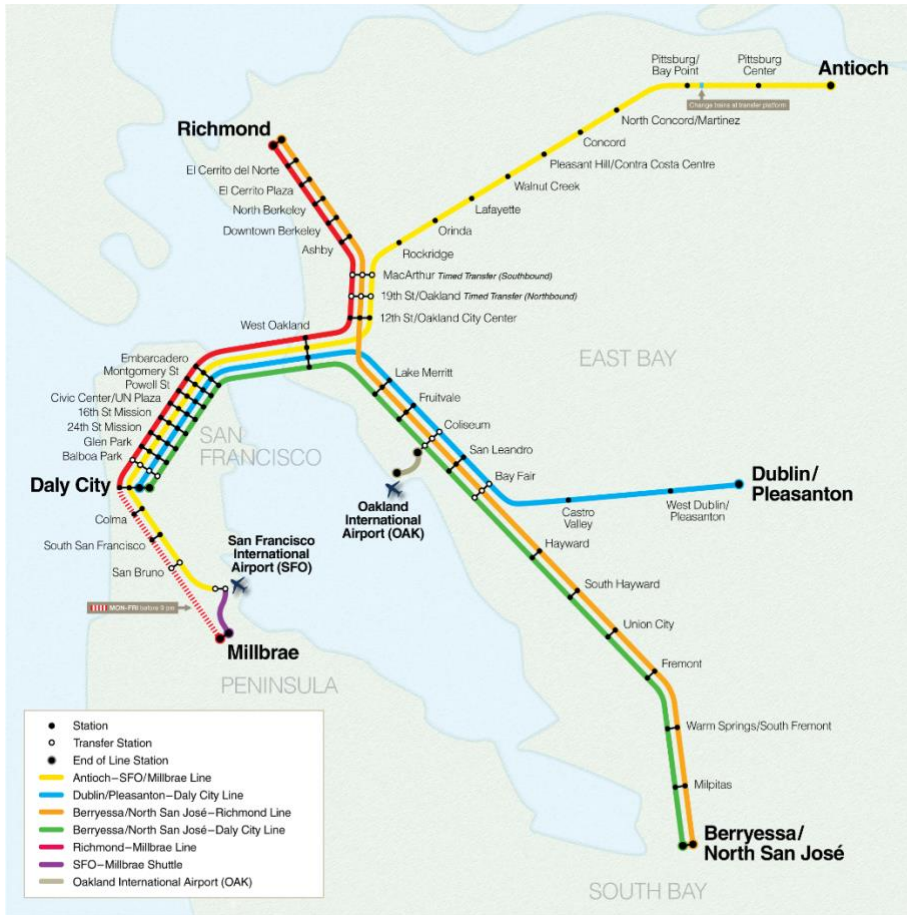 Pittsburg/
Bay Point
Pittsburg
Center
Antioch
Change trains at transfer platform
North Concord/Martinez
Richmond
Concord
El Cerrito del Norte
Pleasant Hill/Contra Costa Centre
El Cerrito Plaza
Walnut Creek
North Berkeley
Lafayette
Downtown Berkeley
Orinda
Ashby
Rockridge
MacArthur Timed Transfer (Southbound)
19th St/Oakland Timed Transfer (Northbound)
12th St/Oakland City Center
West Oakland
EAST BAY
Embarcadero
Montgomery St
Powell St
Civic Center/UN Plaza
16th St Mission
24th St Mission
Glen Park
Balboa Park
Daly City
SAN
FRANCISCO
Lake Merritt
Fruitvale
Coliseum
San Leandro
Bay Fair
Oakland
International
Airport (OAK)
Castro
Valley
West Dublin/
Pleasanton
Dublin/
Pleasanton
Colma
South San Francisco
San Bruno
San Francisco
International
Airport (SFO)
MON-FRI before 9 pm
Millbrae
PENINSULA
Hayward
South Hayward
Union City
Fremont
Warm Springs/South Fremont
Milpitas
Berryessa/
North San José
SOUTH BAY
Station
Transfer Station
End of Line Station
Antioch–SFO/Millbrae Line
Dublin/Pleasanton–Daly City Line
Berryessa/North San José–Richmond Line
Berryessa/North San José–Daly City Line
Richmond–Millbrae Line
SFO–Millbrae Shuttle
Oakland International Airport (OAK)